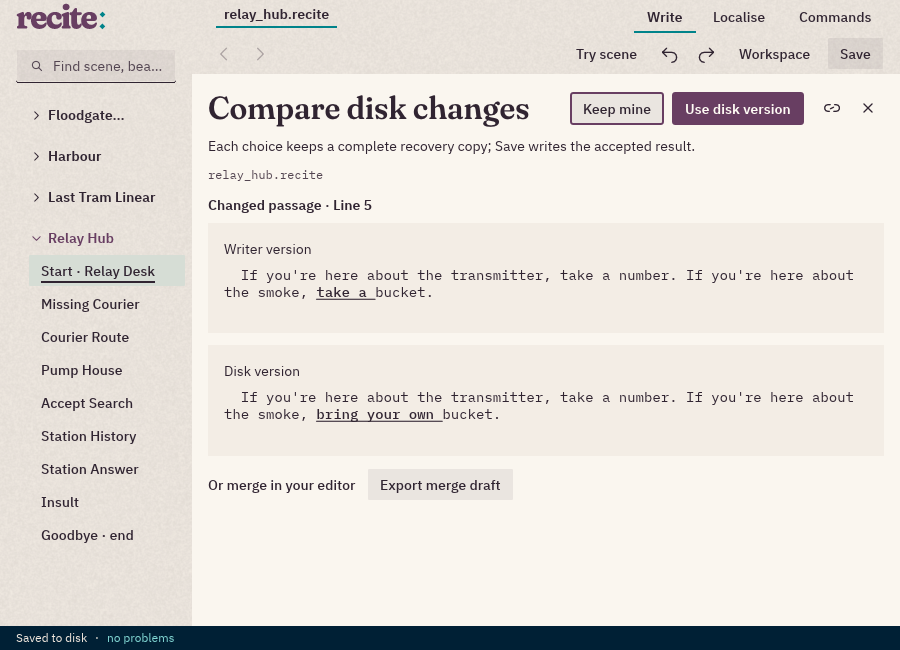 recite:
relay_hub.recite
Write
Localise
Commands
Find scene, bea...
Try scene
Workspace
Save
Floodgate...
Harbour
Last Tram Linear
Relay Hub
Start · Relay Desk
Missing Courier
Courier Route
Pump House
Accept Search
Station History
Station Answer
Insult
Goodbye · end
Compare disk changes
Keep mine
Use disk version
Each choice keeps a complete recovery copy; Save writes the accepted result.
relay_hub.recite
Changed passage · Line 5
Writer version
If you're here about the transmitter, take a number. If you're here about
the smoke, take a bucket.
Disk version
If you're here about the transmitter, take a number. If you're here about
the smoke, bring your own bucket.
Or merge in your editor
Export merge draft
Saved to disk · no problems